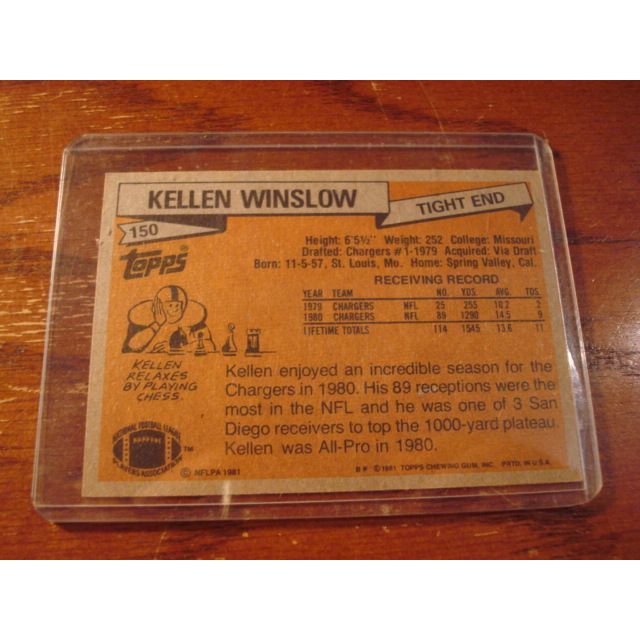 KELLEN WINSLOW
TIGHT END
150
Topps
Height: 6'5½" Weight: 252 College: Missouri
Drafted: Chargers #1-1979 Acquired: Via Draft
Born: 11-5-57, St. Louis, Mo. Home: Spring Valley, Cal.
RECEIVING RECORD
YEAR TEAM NO. YDS. AVG. TDS.
1979 CHARGERS NFL 25 255 10.2 2
1980 CHARGERS NFL 89 1290 14.5 9
LIFETIME TOTALS 114 1545 13.6 11
KELLEN
RELAXES
BY PLAYING
CHESS.
Kellen enjoyed an incredible season for the
Chargers in 1980. His 89 receptions were the
most in the NFL and he was one of 3 San
Diego receivers to top the 1000-yard plateau.
Kellen was All-Pro in 1980.
NATIONAL FOOTBALL LEAGUE
PLAYERS ASSOCIATION
TM
© NFLPA 1981
B* © 1981 TOPPS CHEWING GUM, INC. PRTD. IN U.S.A.